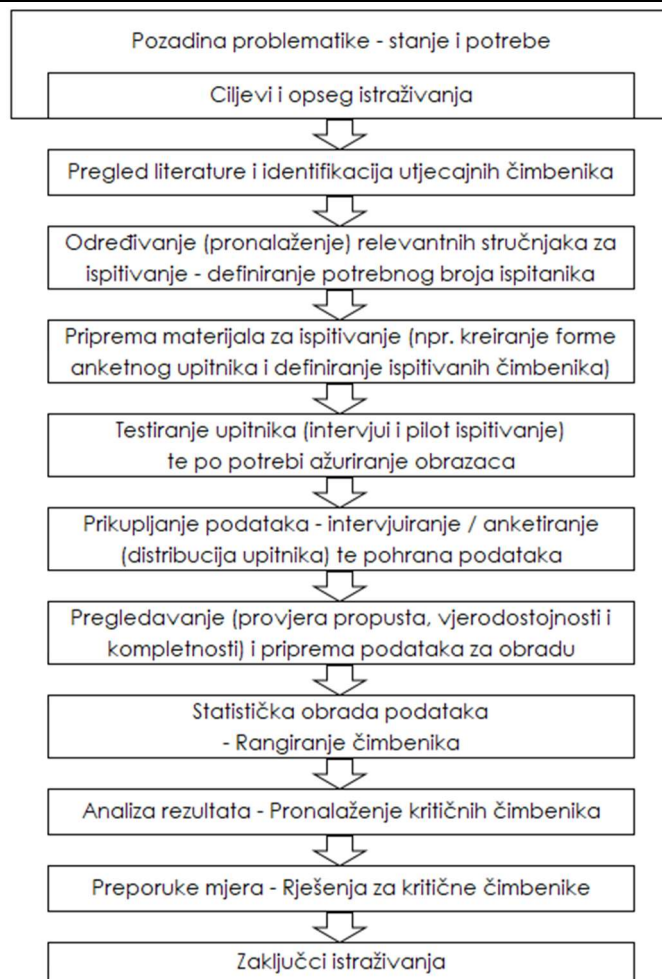 Pozadina problematike - stanje i potrebe
Ciljevi i opseg istraživanja
Pregled literature i identifikacija utjecajnih čimbenika
Određivanje (pronalaženje) relevantnih stručnjaka za
ispitivanje - definiranje potrebnog broja ispitanika
Priprema materijala za ispitivanje (npr. kreiranje forme
anketnog upitnika i definiranje ispitivanih čimbenika)
Testiranje upitnika (intervjui i pilot ispitivanje)
te po potrebi ažuriranje obrazaca
Prikupljanje podataka - intervjuiranje / anketiranje
(distribucija upitnika) te pohrana podataka
Pregledavanje (provjera propusta, vjerodostojnosti i
kompletnosti) i priprema podataka za obradu
Statistička obrada podataka
- Rangiranje čimbenika
Analiza rezultata - Pronalaženje kritičnih čimbenika
Preporuke mjera - Rješenja za kritične čimbenike
Zaključci istraživanja